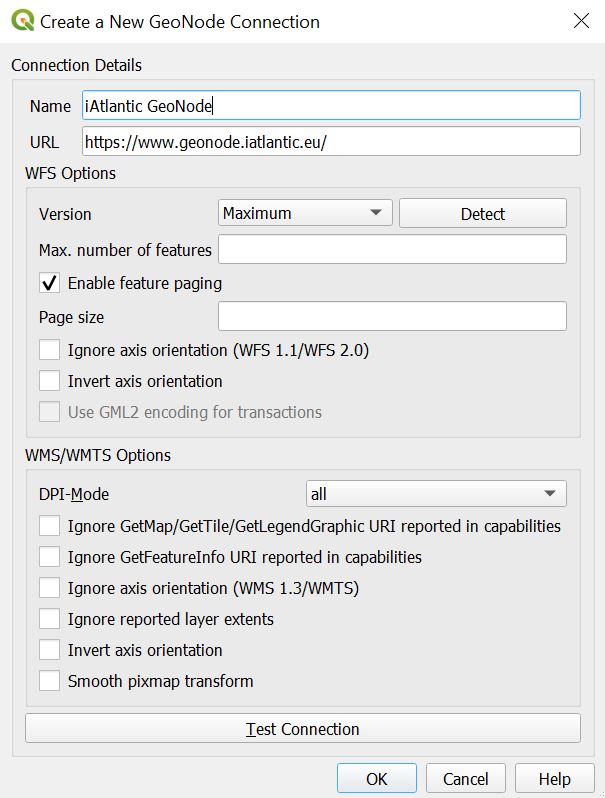 Create a New GeoNode Connection
Connection Details
Name iAtlantic GeoNode
URL https://www.geonode.iatlantic.eu/
WFS Options
Version Maximum Detect
Max. number of features
Enable feature paging
Page size
Ignore axis orientation (WFS 1.1/WFS 2.0)
Invert axis orientation
Use GML2 encoding for transactions
WMS/WMTS Options
DPI-Mode all
Ignore GetMap/GetTile/GetLegendGraphic URI reported in capabilities
Ignore GetFeatureInfo URI reported in capabilities
Ignore axis orientation (WMS 1.3/WMTS)
Ignore reported layer extents
Invert axis orientation
Smooth pixmap transform
Test Connection
OK Cancel Help